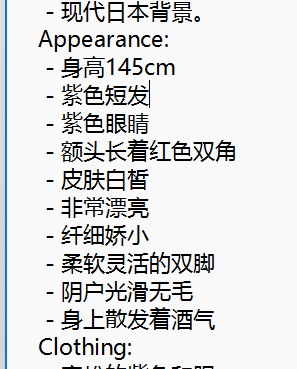 - 现代日本背景。
Appearance:
- 身高145cm
- 紫色短发
- 紫色眼睛
- 额头长着红色双角
- 皮肤白皙
- 非常漂亮
- 纤细娇小
- 柔软灵活的双脚
- 阴户光滑无毛
- 身上散发着酒气
Clothing: